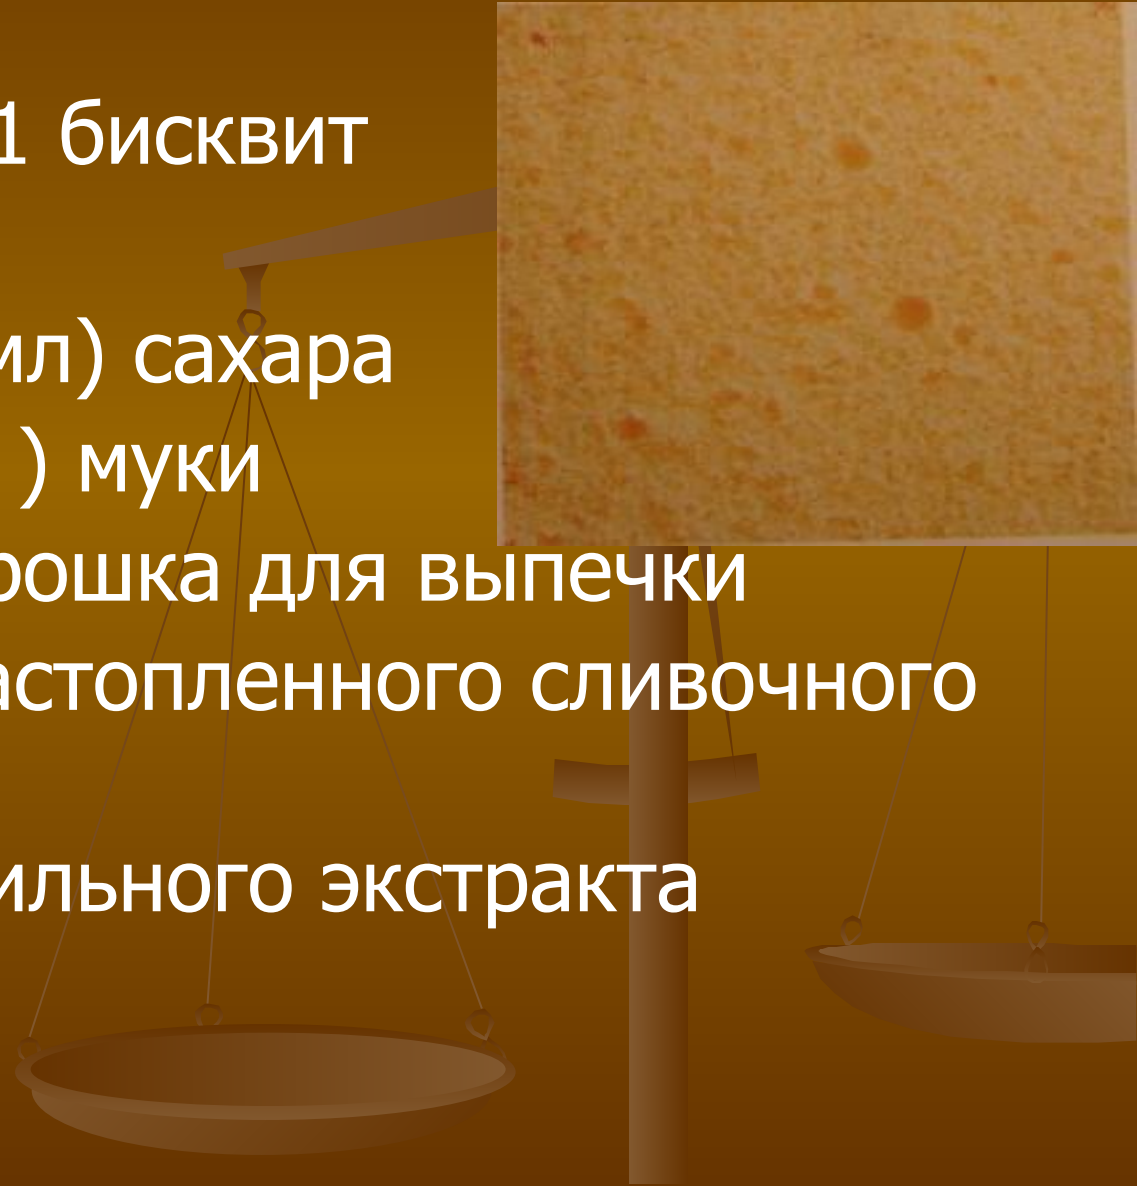 1 бисквит
мл) сахара
) муки
рошка для выпечки
астопленного сливочного
ильного экстракта